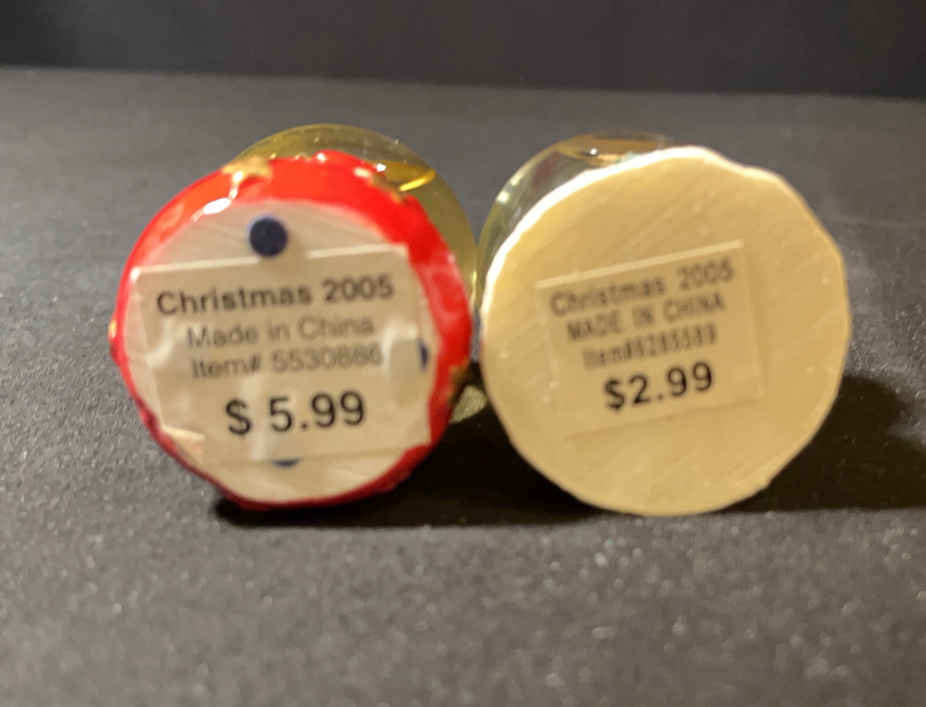 Christmas 2005
Made in China
Item# 5530886
$ 5.99
Christmas 2005
MADE IN CHINA
$2.99